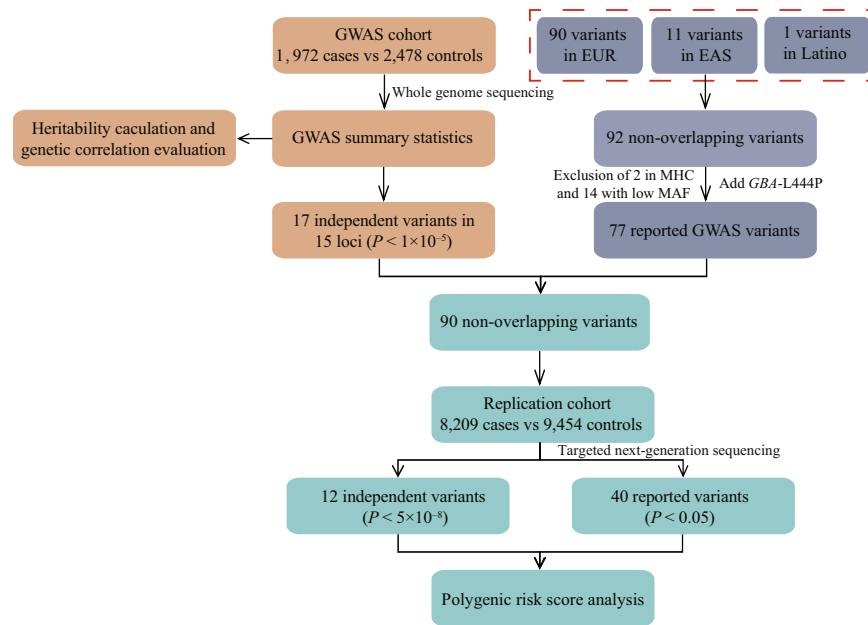 GWAS cohort
1, 972 cases vs 2,478 controls
90 variants
in EUR
11 variants
in EAS
1 variants
in Latino
Whole genome sequencing
Heritability caculation and
genetic correlation evaluation
GWAS summary statistics
92 non-overlapping variants
Exclusion of 2 in MHC
and 14 with low MAF
Add GBA-L444P
17 independent variants in
15 loci (P < 1×10⁻⁵)
77 reported GWAS variants
90 non-overlapping variants
Replication cohort
8,209 cases vs 9,454 controls
Targeted next-generation sequencing
12 independent variants
(P < 5×10⁻⁸)
40 reported variants
(P < 0.05)
Polygenic risk score analysis